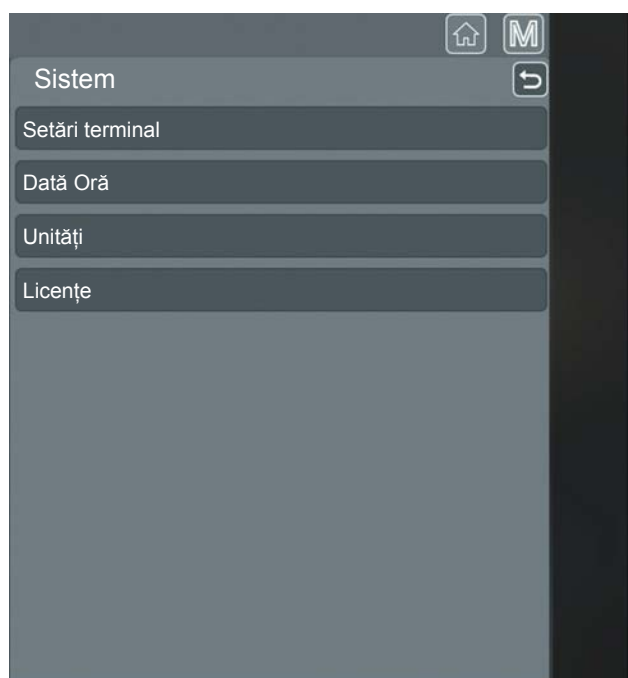 M
Sistem
Setări terminal
Dată Oră
Unități
Licențe